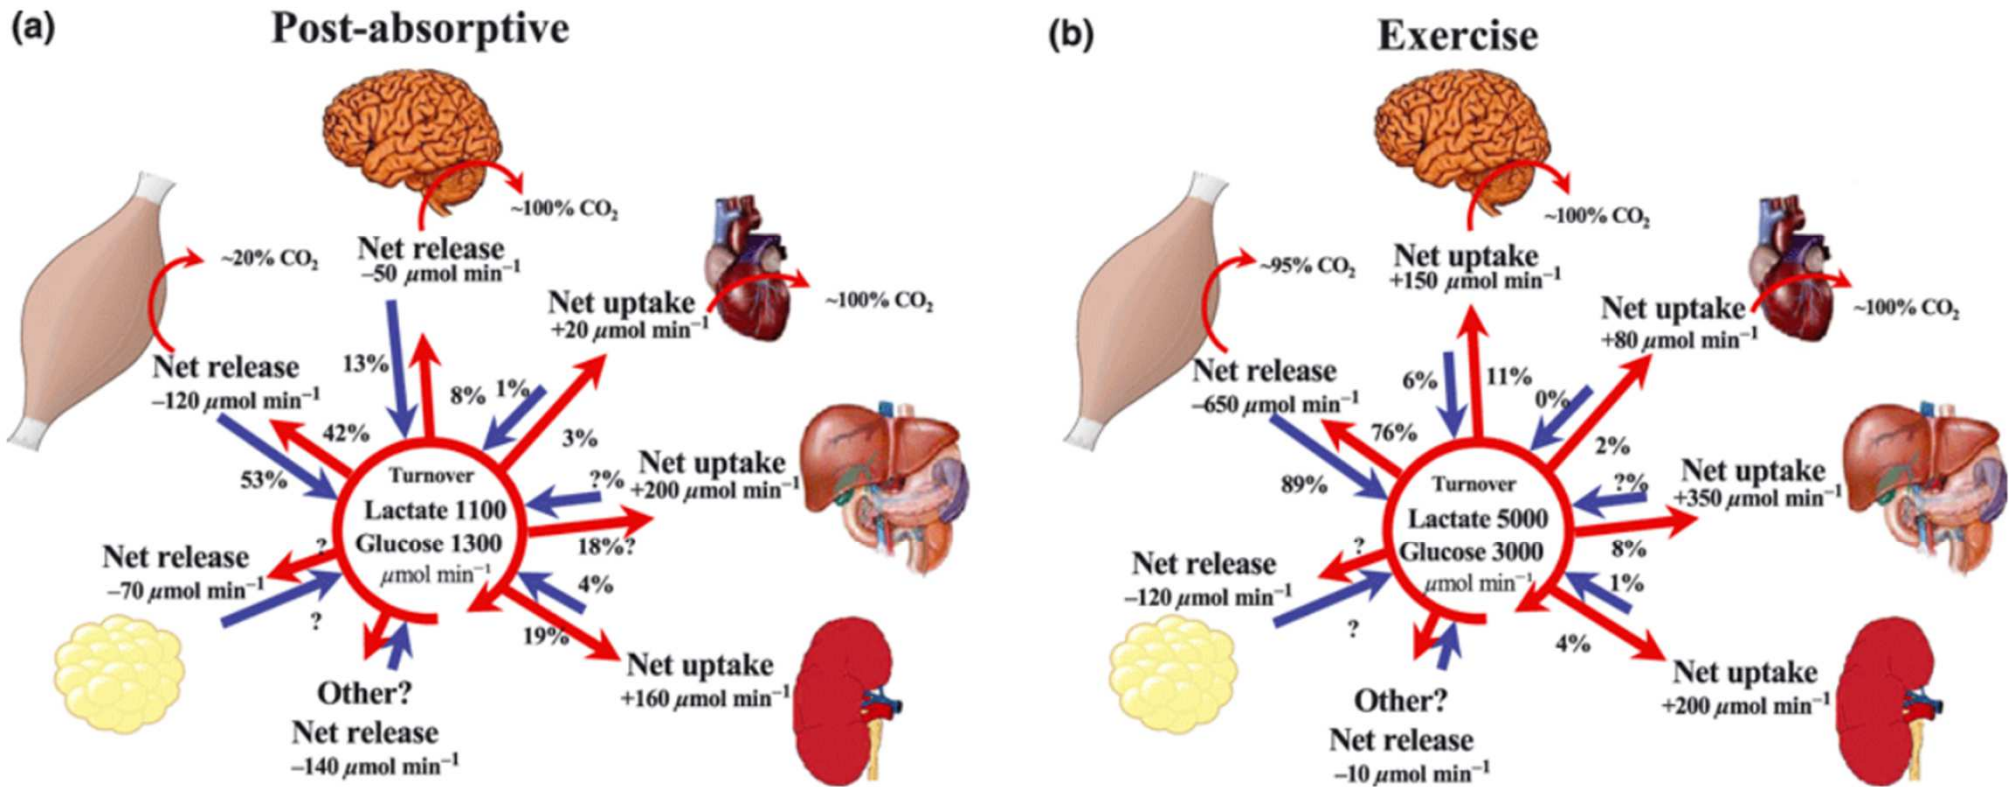 (a)
Post-absorptive
~100% CO₂
~20% CO₂
Net release
–50 μmol min⁻¹
Net uptake
+20 μmol min⁻¹
~100% CO₂
Net release
–120 μmol min⁻¹
13%
8%
1%
42%
3%
53%
Turnover
Lactate 1100
Glucose 1300
μmol min⁻¹
?%
Net uptake
+200 μmol min⁻¹
18%?
Net release
–70 μmol min⁻¹
?
?
4%
19%
Net uptake
+160 μmol min⁻¹
Other?
Net release
–140 μmol min⁻¹
(b)
Exercise
~100% CO₂
~95% CO₂
Net uptake
+150 μmol min⁻¹
Net uptake
+80 μmol min⁻¹
~100% CO₂
Net release
–650 μmol min⁻¹
6%
11%
0%
76%
2%
89%
Turnover
Lactate 5000
Glucose 3000
μmol min⁻¹
?%
Net uptake
+350 μmol min⁻¹
8%
Net release
–120 μmol min⁻¹
?
?
1%
4%
Net uptake
+200 μmol min⁻¹
Other?
Net release
–10 μmol min⁻¹